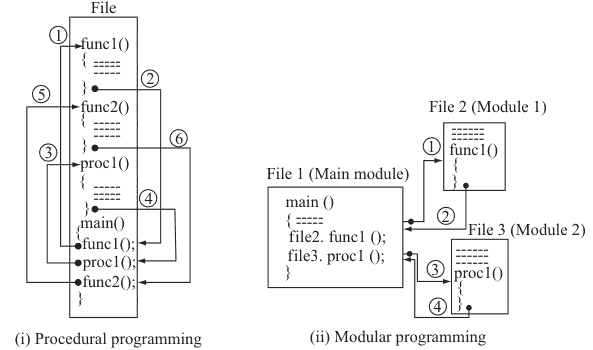 File
①
func1()
{
=====
②
}
⑤
func2()
{
=====
⑥
}
③
proc1()
{
=====
④
}
main()
{
func1();
proc1();
func2();
}
(i) Procedural programming
File 2 (Module 1)
=====
①
func1()
{
}
②
File 1 (Main module)
main ()
{ =====
file2. func1 ();
file3. proc1 ();
}
File 3 (Module 2)
=====
③
proc1()
{
④
}
(ii) Modular programming